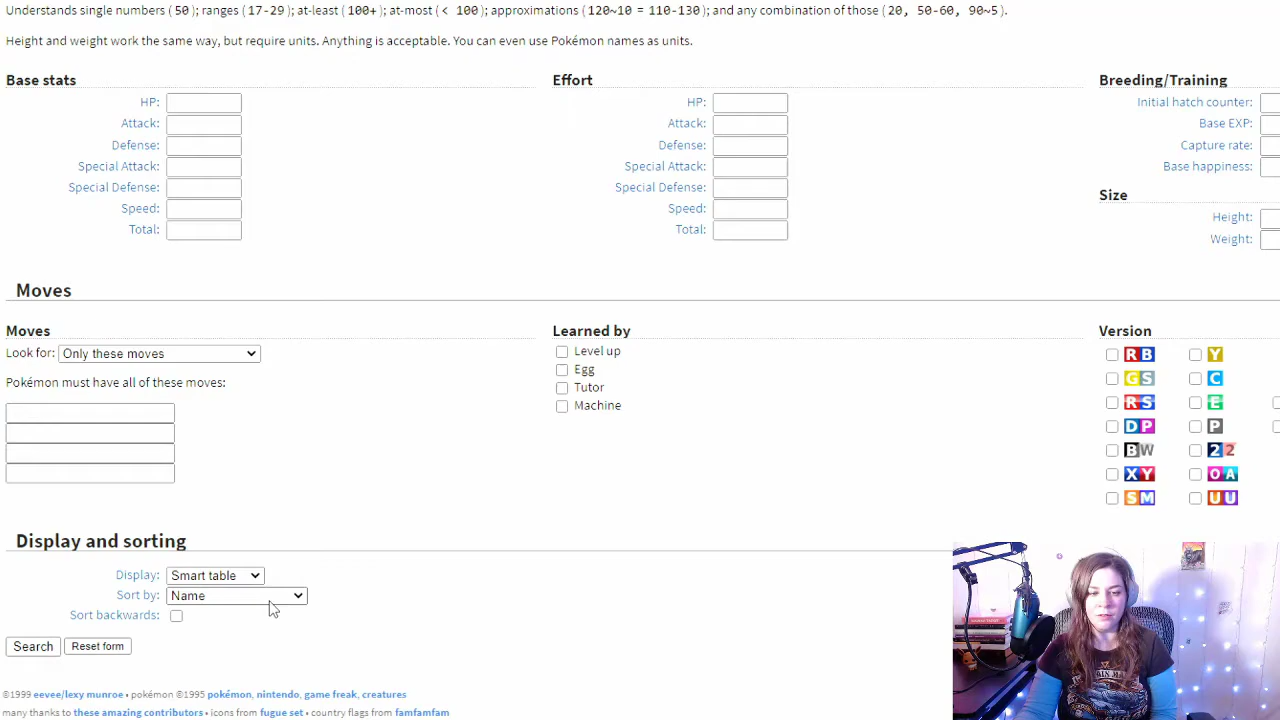 Understands single numbers ( 50 ); ranges ( 17-29 ); at-least ( 100+ ); at-most ( < 100 ); approximations ( 120~10 = 110-130 ); and any combination of those ( 20, 50-60, 90~5 ).
Height and weight work the same way, but require units. Anything is acceptable. You can even use Pokémon names as units.
Base stats
HP:
Attack:
Defense:
Special Attack:
Special Defense:
Speed:
Total:
Effort
HP:
Attack:
Defense:
Special Attack:
Special Defense:
Speed:
Total:
Breeding/Training
Initial hatch counter:
Base EXP:
Capture rate:
Base happiness:
Size
Height:
Weight:
Moves
Moves
Look for: Only these moves
Pokémon must have all of these moves:
Learned by
Level up
Egg
Tutor
Machine
Version
RB Y
GS C
RS E
DP P
BW 22
XY OA
SM UU
Display and sorting
Display: Smart table
Sort by: Name
Sort backwards:
Search Reset form
©1999 eevee/lexy munroe • pokémon ©1995 pokémon, nintendo, game freak, creatures
many thanks to these amazing contributors • icons from fugue set • country flags from famfamfam